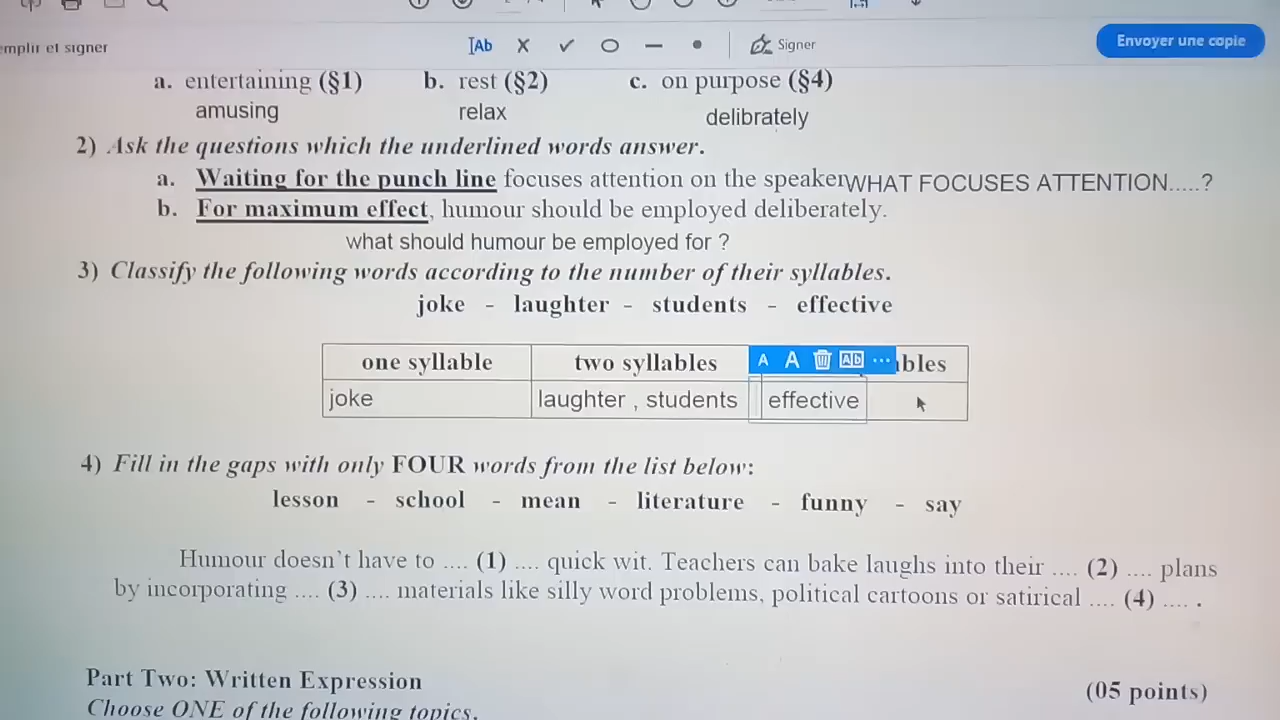 emplir et signer
Ab
Signer
Envoyer une copie
a. entertaining (§1) b. rest (§2) c. on purpose (§4)
amusing relax delibrately
2) Ask the questions which the underlined words answer.
a. Waiting for the punch line focuses attention on the speaker WHAT FOCUSES ATTENTION.....?
b. For maximum effect, humour should be employed deliberately.
what should humour be employed for ?
3) Classify the following words according to the number of their syllables.
joke - laughter - students - effective
one syllable two syllables A A Ab ... bles
joke laughter , students effective
4) Fill in the gaps with only FOUR words from the list below:
lesson - school - mean - literature - funny - say
Humour doesn't have to .... (1) .... quick wit. Teachers can bake laughs into their .... (2) .... plans
by incorporating .... (3) .... materials like silly word problems, political cartoons or satirical .... (4) .... .
Part Two: Written Expression (05 points)
Choose ONE of the following topics.